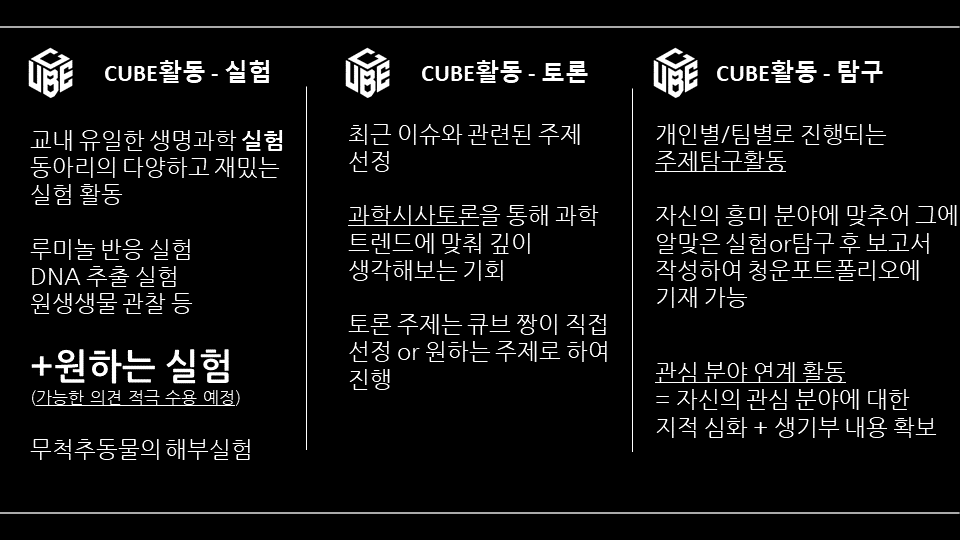 CUBE
CUBE활동 - 실험
교내 유일한 생명과학 실험
동아리의 다양하고 재밌는
실험 활동
루미놀 반응 실험
DNA 추출 실험
원생생물 관찰 등
+원하는 실험
(가능한 의견 적극 수용 예정)
무척추동물의 해부실험
CUBE
CUBE활동 - 토론
최근 이슈와 관련된 주제
선정
과학시사토론을 통해 과학
트렌드에 맞춰 깊이
생각해보는 기회
토론 주제는 큐브 짱이 직접
선정 or 원하는 주제로 하여
진행
CUBE
CUBE활동 - 탐구
개인별/팀별로 진행되는
주제탐구활동
자신의 흥미 분야에 맞추어 그에
알맞은 실험or탐구 후 보고서
작성하여 청운포트폴리오에
기재 가능
관심 분야 연계 활동
= 자신의 관심 분야에 대한
지적 심화 + 생기부 내용 확보